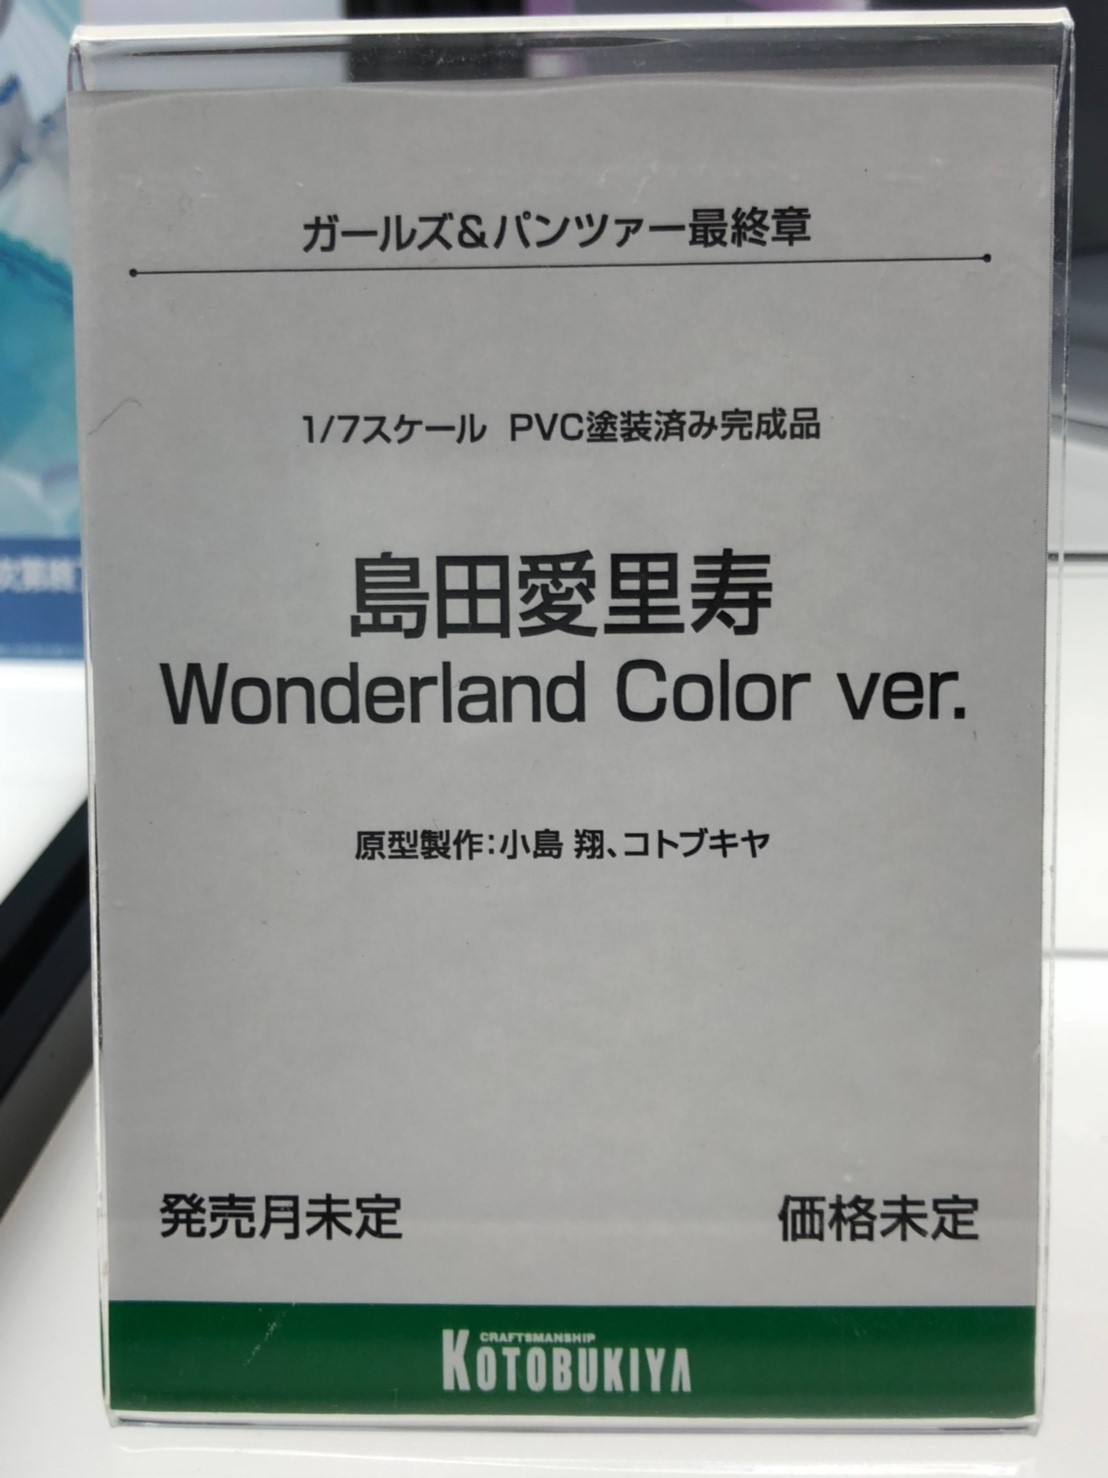 ガールズ&パンツァー最終章
1/7スケール PVC塗装済み完成品
島田愛里寿
Wonderland Color ver.
原型製作:小島 翔、コトブキヤ
発売月未定
価格未定
CRAFTSMANSHIP
KOTOBUKIYA